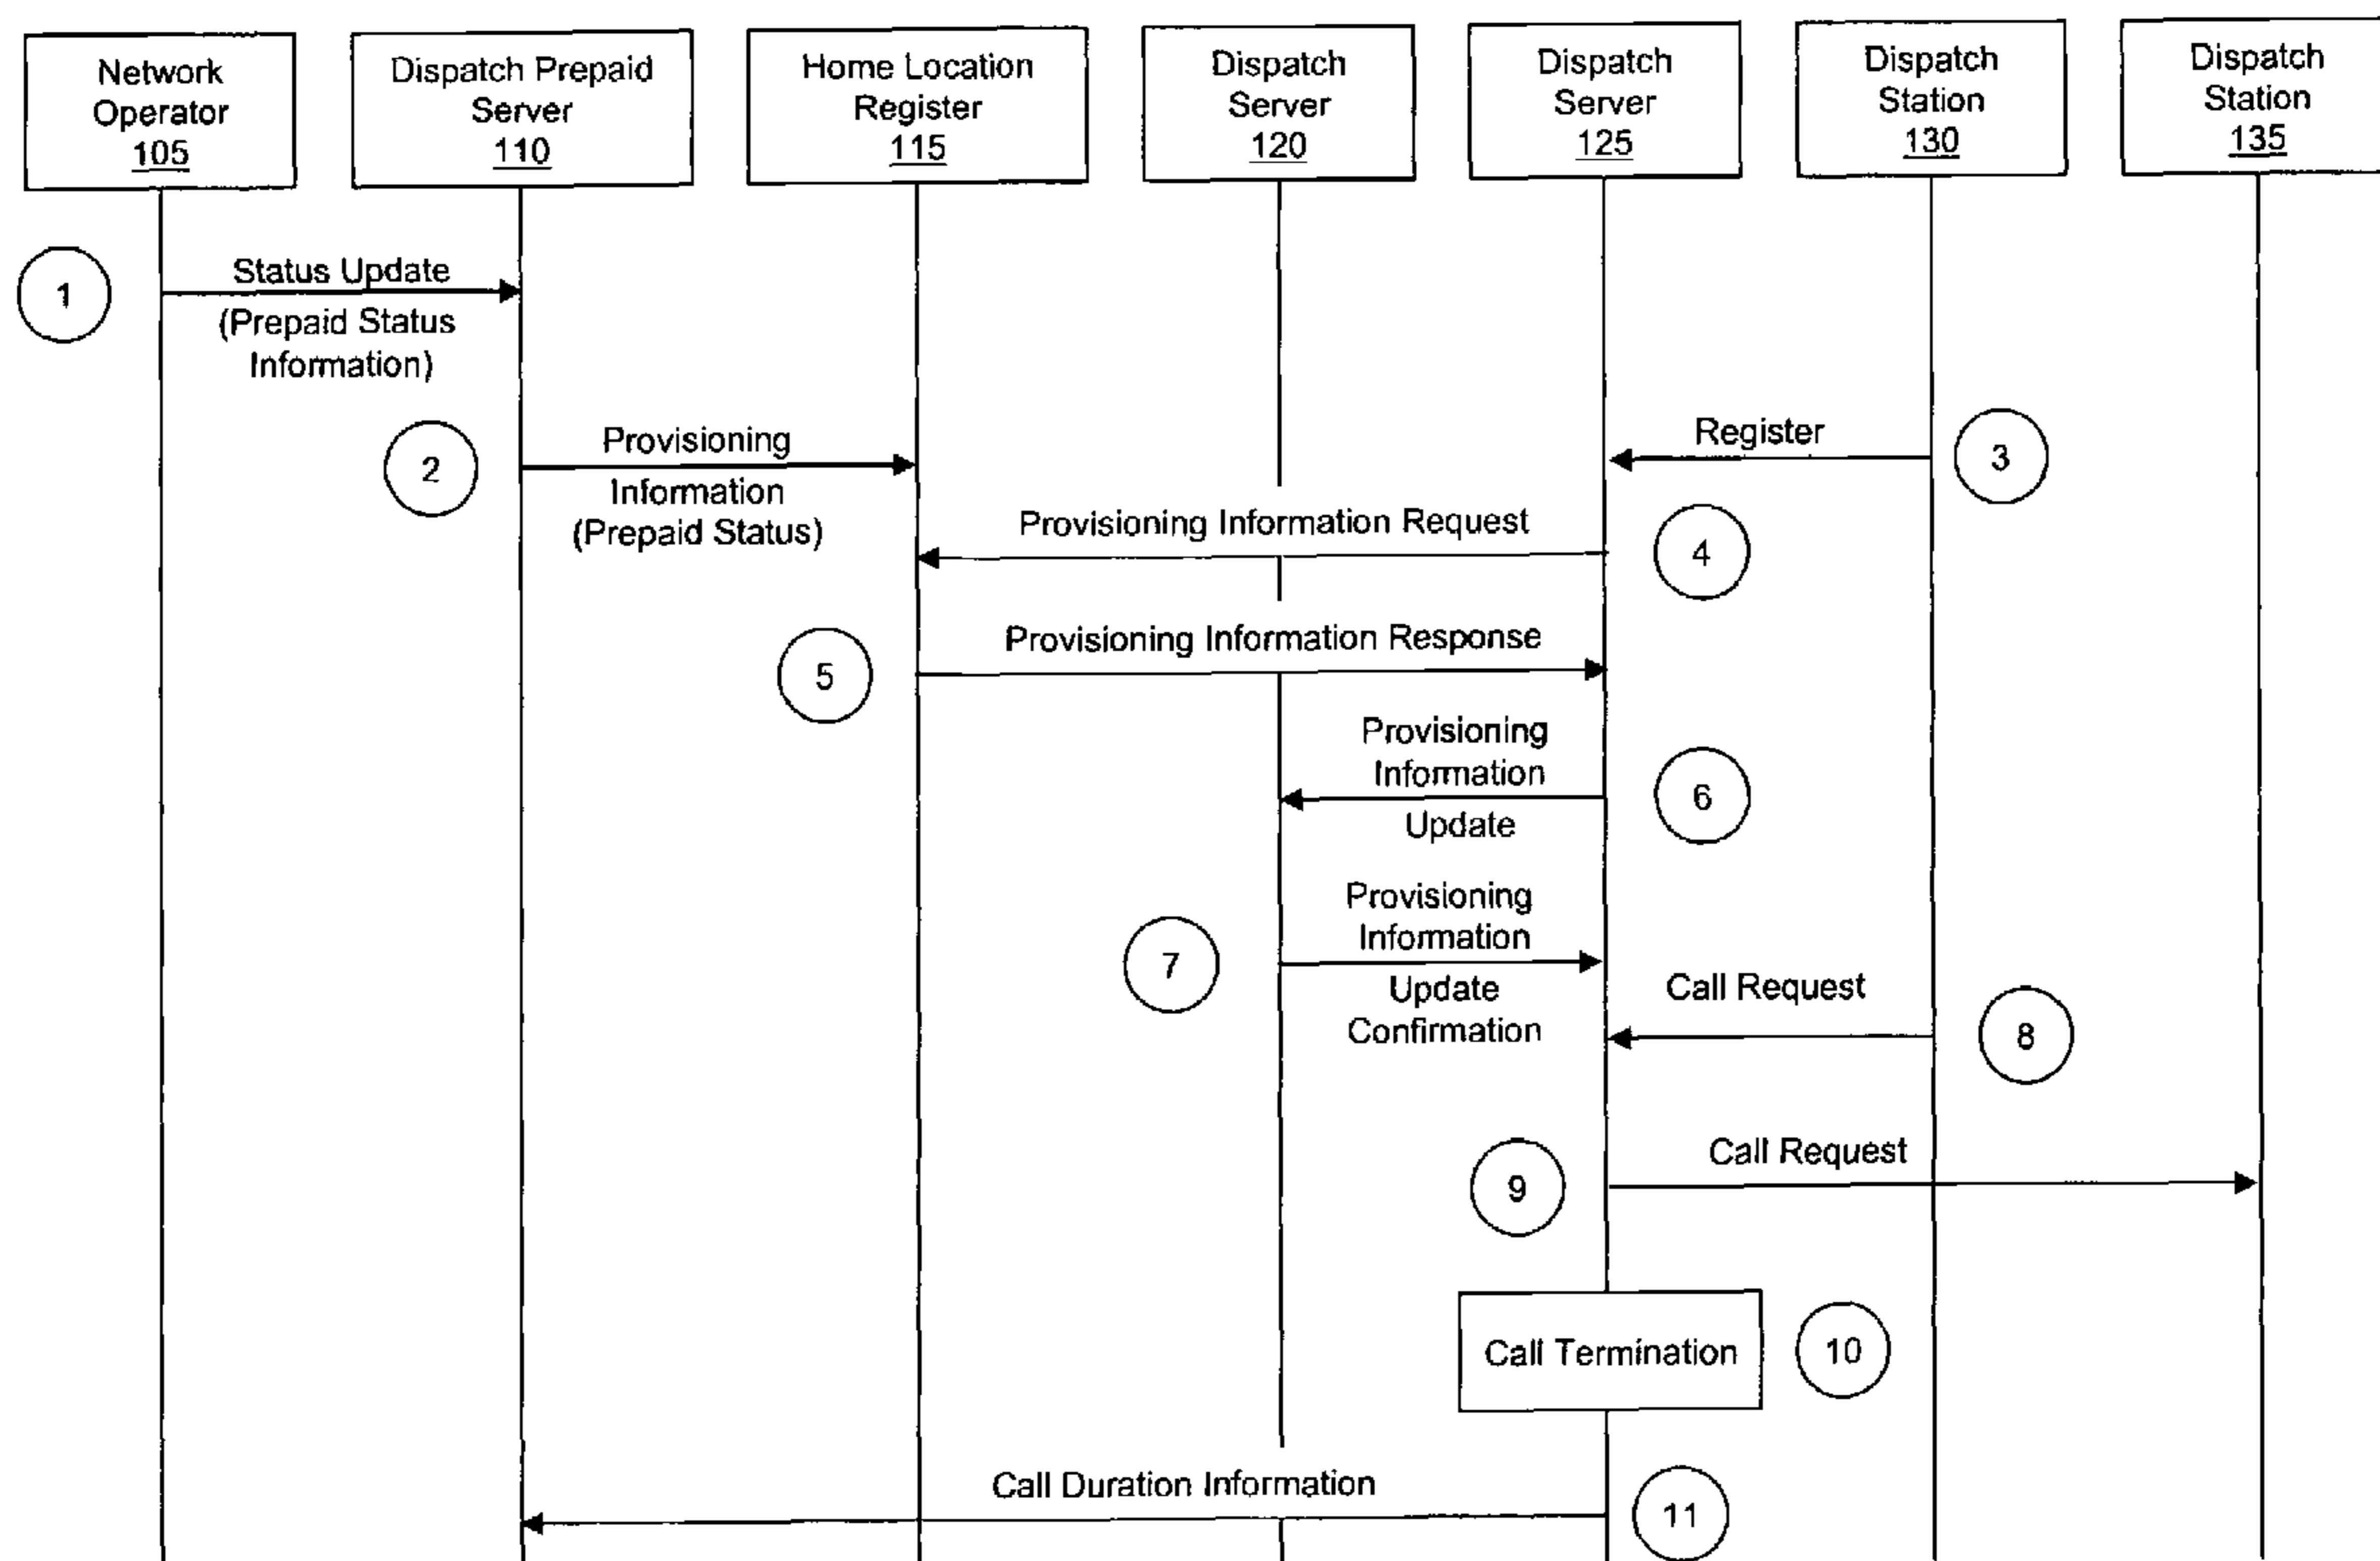 Network
Operator
105
Dispatch Prepaid
Server
110
Home Location
Register
115
Dispatch
Server
120
Dispatch
Server
125
Dispatch
Station
130
Dispatch
Station
135
1
Status Update
(Prepaid Status
Information)
2
Provisioning
Information
(Prepaid Status)
Register
3
Provisioning Information Request
4
5
Provisioning Information Response
Provisioning
Information
Update
6
7
Provisioning
Information
Update
Confirmation
Call Request
8
9
Call Request
Call Termination
10
Call Duration Information
11